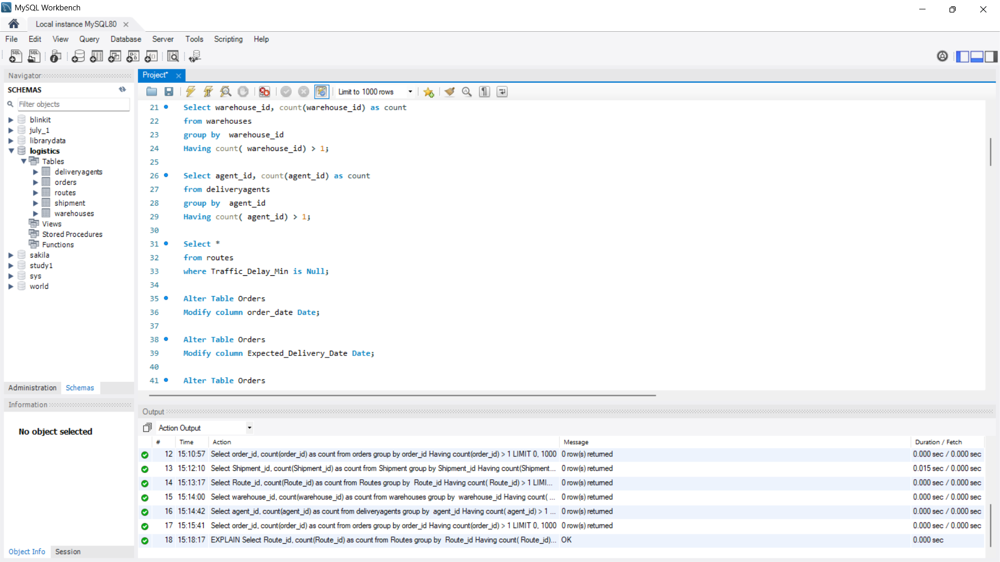 MySQL Workbench
Local instance MySQL80
File Edit View Query Database Server Tools Scripting Help
Navigator
SCHEMAS
Filter objects
blinkit
july_1
librarydata
logistics
Tables
deliveryagents
orders
routes
shipment
warehouses
Views
Stored Procedures
Functions
sakila
study1
sys
world
Administration Schemas
Information
No object selected
Object Info Session
Project*
Limit to 1000 rows
21 Select warehouse_id, count(warehouse_id) as count
22 from warehouses
23 group by  warehouse_id
24 Having count( warehouse_id) > 1;
25
26 Select agent_id, count(agent_id) as count
27 from deliveryagents
28 group by  agent_id
29 Having count( agent_id) > 1;
30
31 Select *
32 from routes
33 where Traffic_Delay_Min is Null;
34
35 Alter Table Orders
36 Modify column order_date Date;
37
38 Alter Table Orders
39 Modify column Expected_Delivery_Date Date;
40
41 Alter Table Orders
Output
Action Output
# Time Action Message Duration / Fetch
12 15:10:57 Select order_id, count(order_id) as count from orders group by order_id Having count(order_id) > 1 LIMIT 0, 1000 0 row(s) returned 0.000 sec / 0.000 sec
13 15:12:10 Select Shipment_id, count(Shipment_id) as count from Shipment group by Shipment_id Having count(Shipment... 0 row(s) returned 0.015 sec / 0.000 sec
14 15:13:17 Select Route_id, count(Route_id) as count from Routes group by  Route_id Having count( Route_id) > 1 LIMI... 0 row(s) returned 0.000 sec / 0.000 sec
15 15:14:00 Select warehouse_id, count(warehouse_id) as count from warehouses group by  warehouse_id Having count( ... 0 row(s) returned 0.000 sec / 0.000 sec
16 15:14:42 Select agent_id, count(agent_id) as count from deliveryagents group by  agent_id Having count( agent_id) > 1 ... 0 row(s) returned 0.000 sec / 0.000 sec
17 15:15:41 Select order_id, count(order_id) as count from orders group by order_id Having count(order_id) > 1 LIMIT 0, 1000 0 row(s) returned 0.000 sec / 0.000 sec
18 15:18:17 EXPLAIN Select Route_id, count(Route_id) as count from Routes group by  Route_id Having count( Route_id)... OK 0.000 sec